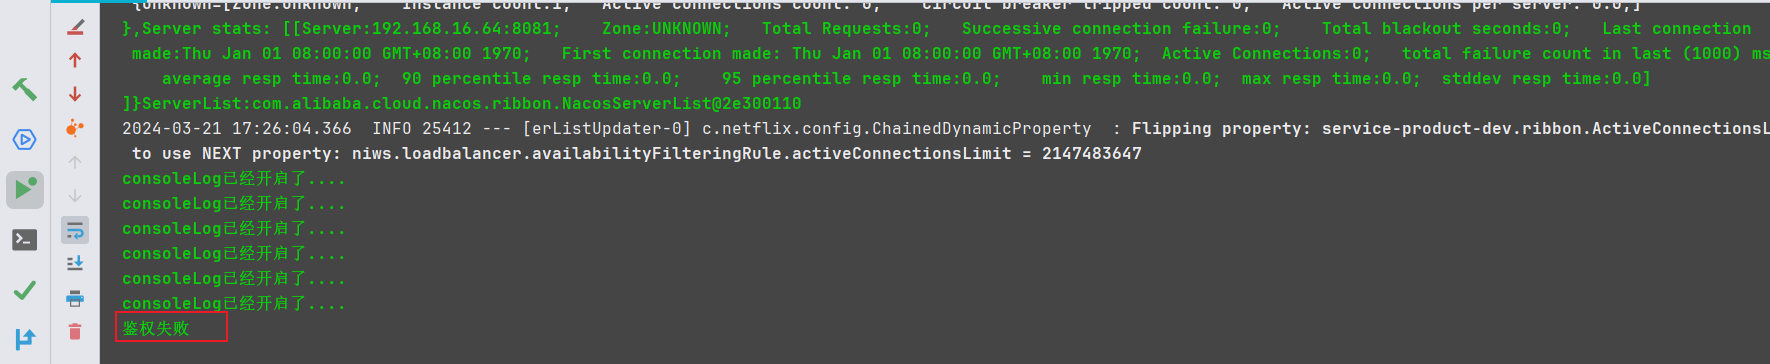 {Unknown=[Zone:Unknown;    Instance count:1;   Active connections count: 0;    Circuit breaker tripped count: 0;   Active connections per server: 0.0;]
},Server stats: [[Server:192.168.16.64:8081;    Zone:UNKNOWN;   Total Requests:0;   Successive connection failure:0;    Total blackout seconds:0;   Last connection
made:Thu Jan 01 08:00:00 GMT+08:00 1970;   First connection made: Thu Jan 01 08:00:00 GMT+08:00 1970;  Active Connections:0;   total failure count in last (1000) ms
average resp time:0.0;  90 percentile resp time:0.0;    95 percentile resp time:0.0;    min resp time:0.0;  max resp time:0.0;  stddev resp time:0.0]
]}ServerList:com.alibaba.cloud.nacos.ribbon.NacosServerList@2e300110
2024-03-21 17:26:04.366  INFO 25412 --- [erListUpdater-0] c.netflix.config.ChainedDynamicProperty  : Flipping property: service-product-dev.ribbon.ActiveConnectionsL
to use NEXT property: niws.loadbalancer.availabilityFilteringRule.activeConnectionsLimit = 2147483647
consoleLog已经开启了....
consoleLog已经开启了....
consoleLog已经开启了....
consoleLog已经开启了....
consoleLog已经开启了....
consoleLog已经开启了....
鉴权失败